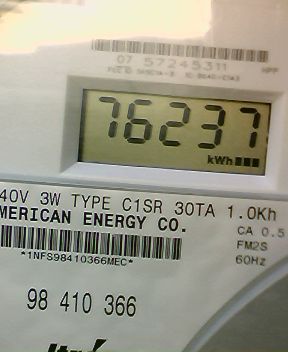 07 57245311
HPP
76237
kWh
40V 3W TYPE C1SR 30TA 1.0Kh
MERICAN ENERGY CO.
CA 0.5
*1NFS98410366MEC*
FM2S
60Hz
98 410 366